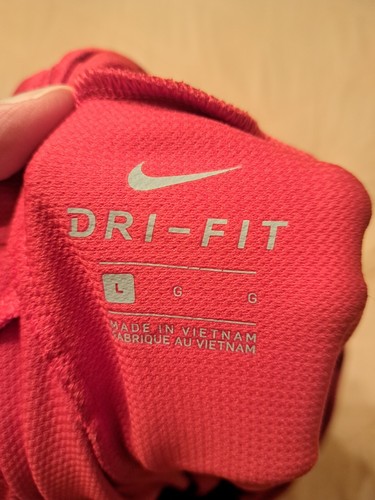 DRI-FIT
L G G
MADE IN VIETNAM
FABRIQUE AU VIETNAM